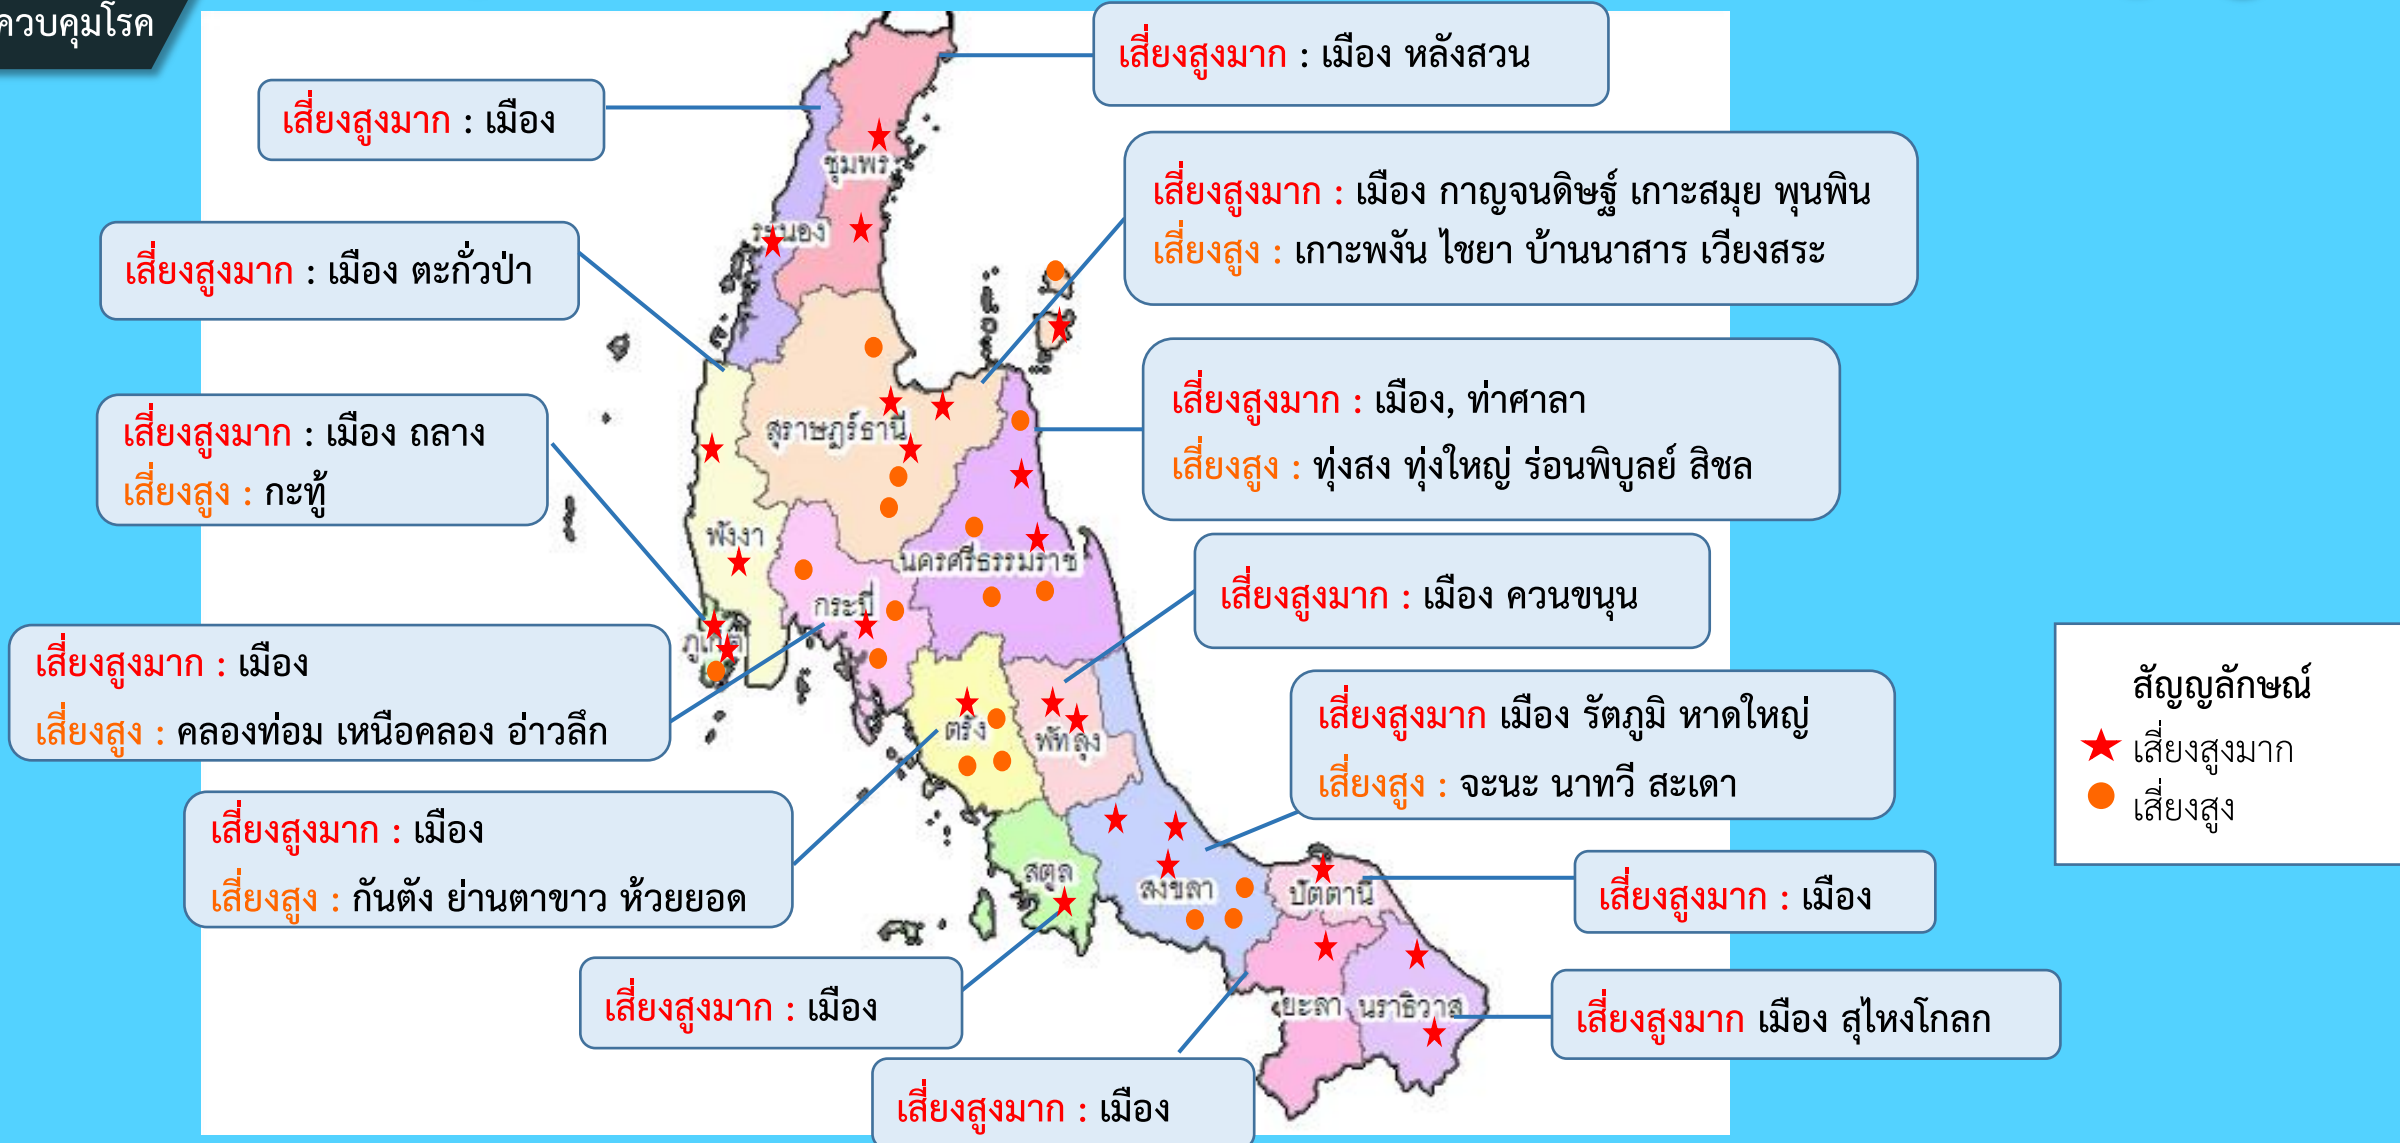 ควบคุมโรค
เสี่ยงสูงมาก : เมือง หลังสวน
เสี่ยงสูงมาก : เมือง
ชุมพร
เสี่ยงสูงมาก : เมือง กาญจนดิษฐ์ เกาะสมุย พุนพิน
เสี่ยงสูง : เกาะพงัน ไชยา บ้านนาสาร เวียงสระ
ระนอง
เสี่ยงสูงมาก : เมือง ตะกั่วป่า
เสี่ยงสูงมาก : เมือง, ท่าศาลา
เสี่ยงสูง : ทุ่งสง ทุ่งใหญ่ ร่อนพิบูลย์ สิชล
สุราษฎร์ธานี
เสี่ยงสูงมาก : เมือง ถลาง
เสี่ยงสูง : กะทู้
พังงา
นครศรีธรรมราช
กระบี่
เสี่ยงสูงมาก : เมือง ควนขนุน
ภูเก็ต
เสี่ยงสูงมาก : เมือง
เสี่ยงสูง : คลองท่อม เหนือคลอง อ่าวลึก
สัญญลักษณ์
เสี่ยงสูงมาก
เสี่ยงสูง
ตรัง
พัทลุง
เสี่ยงสูงมาก เมือง รัตภูมิ หาดใหญ่
เสี่ยงสูง : จะนะ นาทวี สะเดา
เสี่ยงสูงมาก : เมือง
เสี่ยงสูง : กันตัง ย่านตาขาว ห้วยยอด
สตูล
สงขลา
ปัตตานี
เสี่ยงสูงมาก : เมือง
เสี่ยงสูงมาก : เมือง
ยะลา
นราธิวาส
เสี่ยงสูงมาก เมือง สุไหงโกลก
เสี่ยงสูงมาก : เมือง